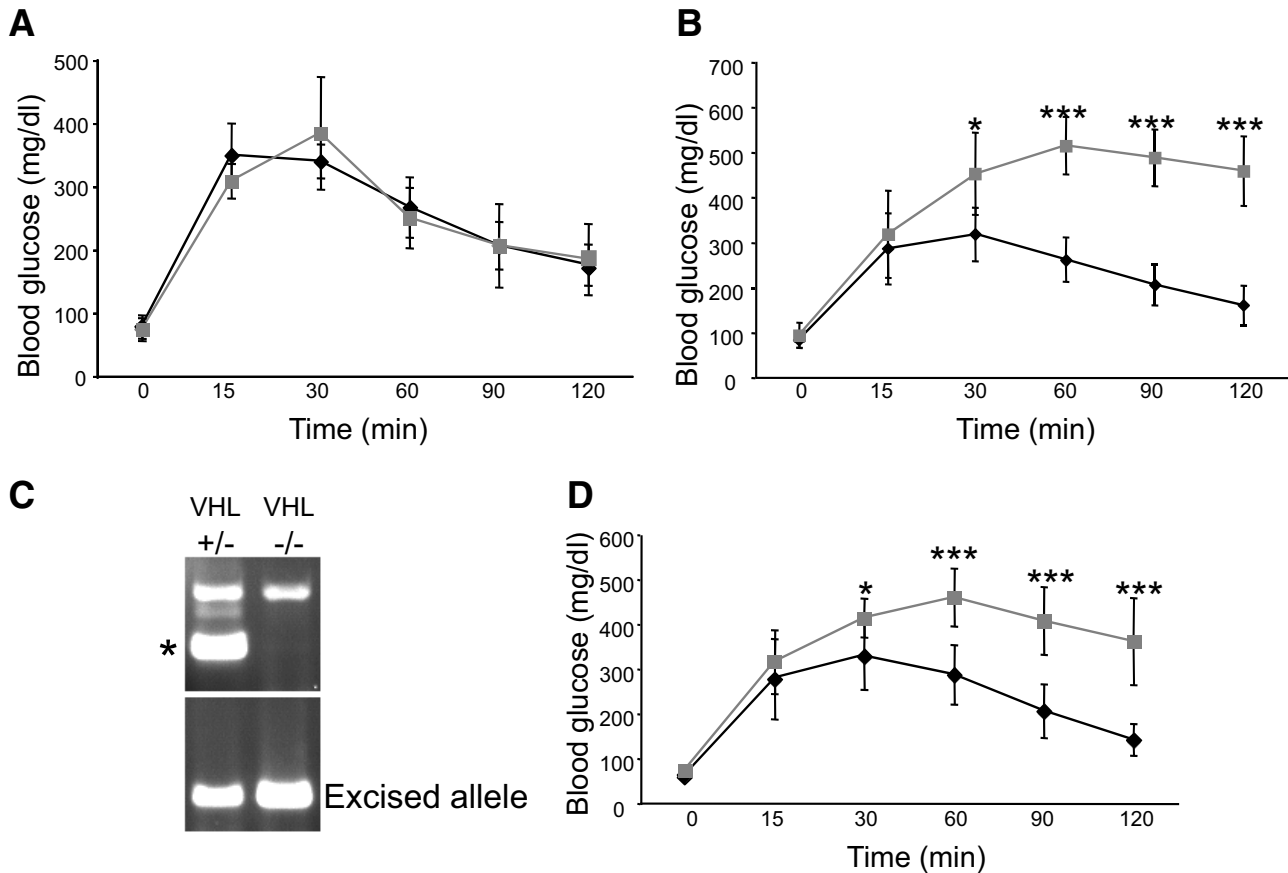 A
500
400
300
200
100
0
Blood glucose (mg/dl)
0 15 30 60 90 120
Time (min)
B
700
600
500
400
300
200
100
0
Blood glucose (mg/dl)
* *** *** ***
0 15 30 60 90 120
Time (min)
C
VHL VHL
+/- -/-
*
Excised allele
D
600
500
400
300
200
100
0
Blood glucose (mg/dl)
* *** *** ***
0 15 30 60 90 120
Time (min)